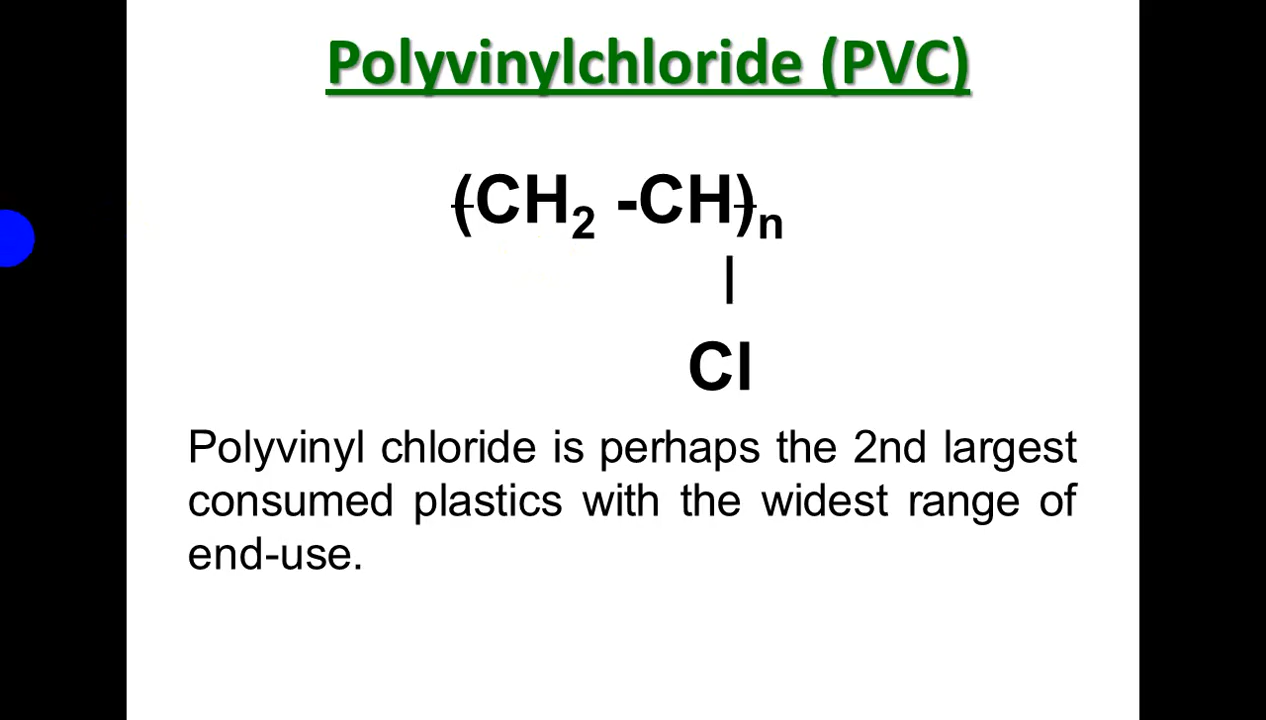 Polyvinylchloride (PVC)
(CH₂ -CH)ₙ
|
Cl
Polyvinyl chloride is perhaps the 2nd largest
consumed plastics with the widest range of
end-use.